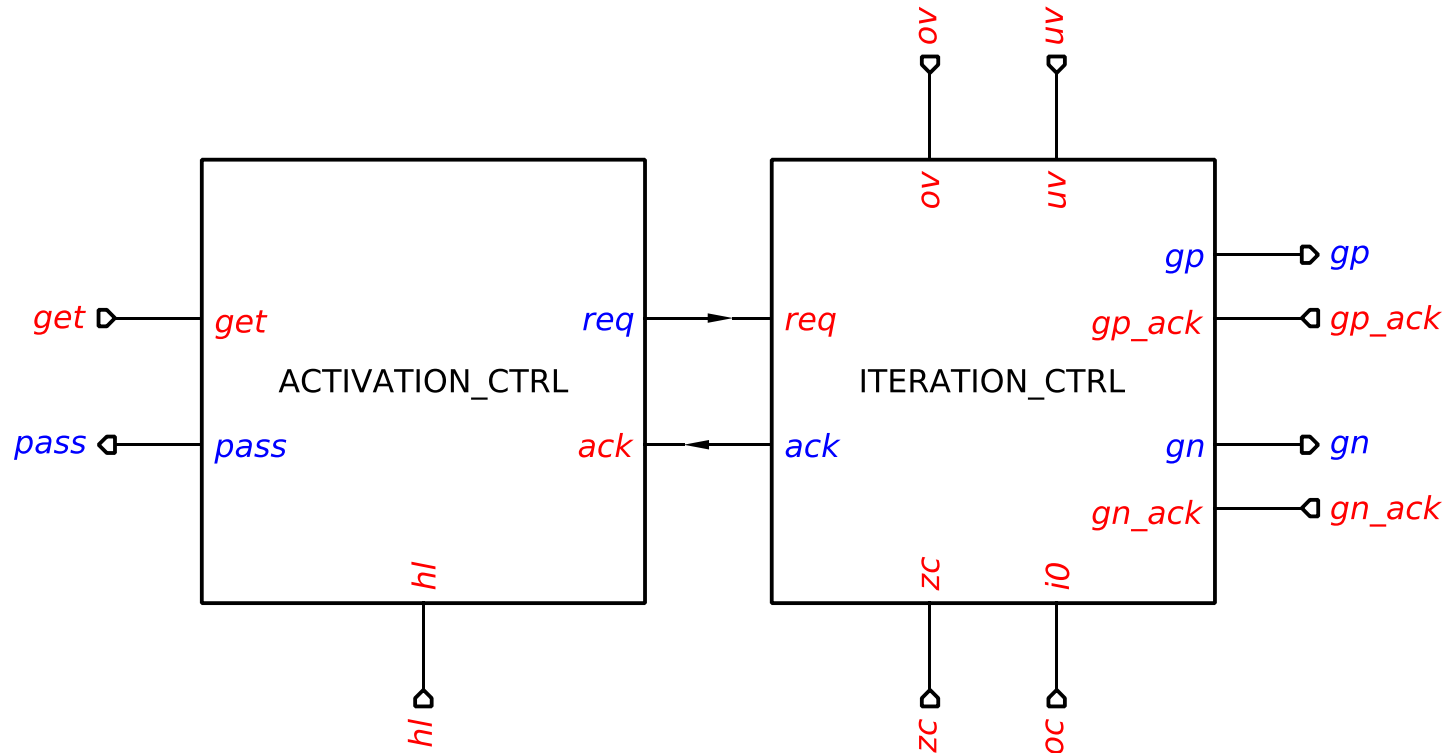 ov
uv
ov
uv
gp
gp
get
get
req
req
gp_ack
gp_ack
ACTIVATION_CTRL
ITERATION_CTRL
pass
pass
ack
ack
gn
gn
gn_ack
gn_ack
hl
zc
i0
hl
zc
oc